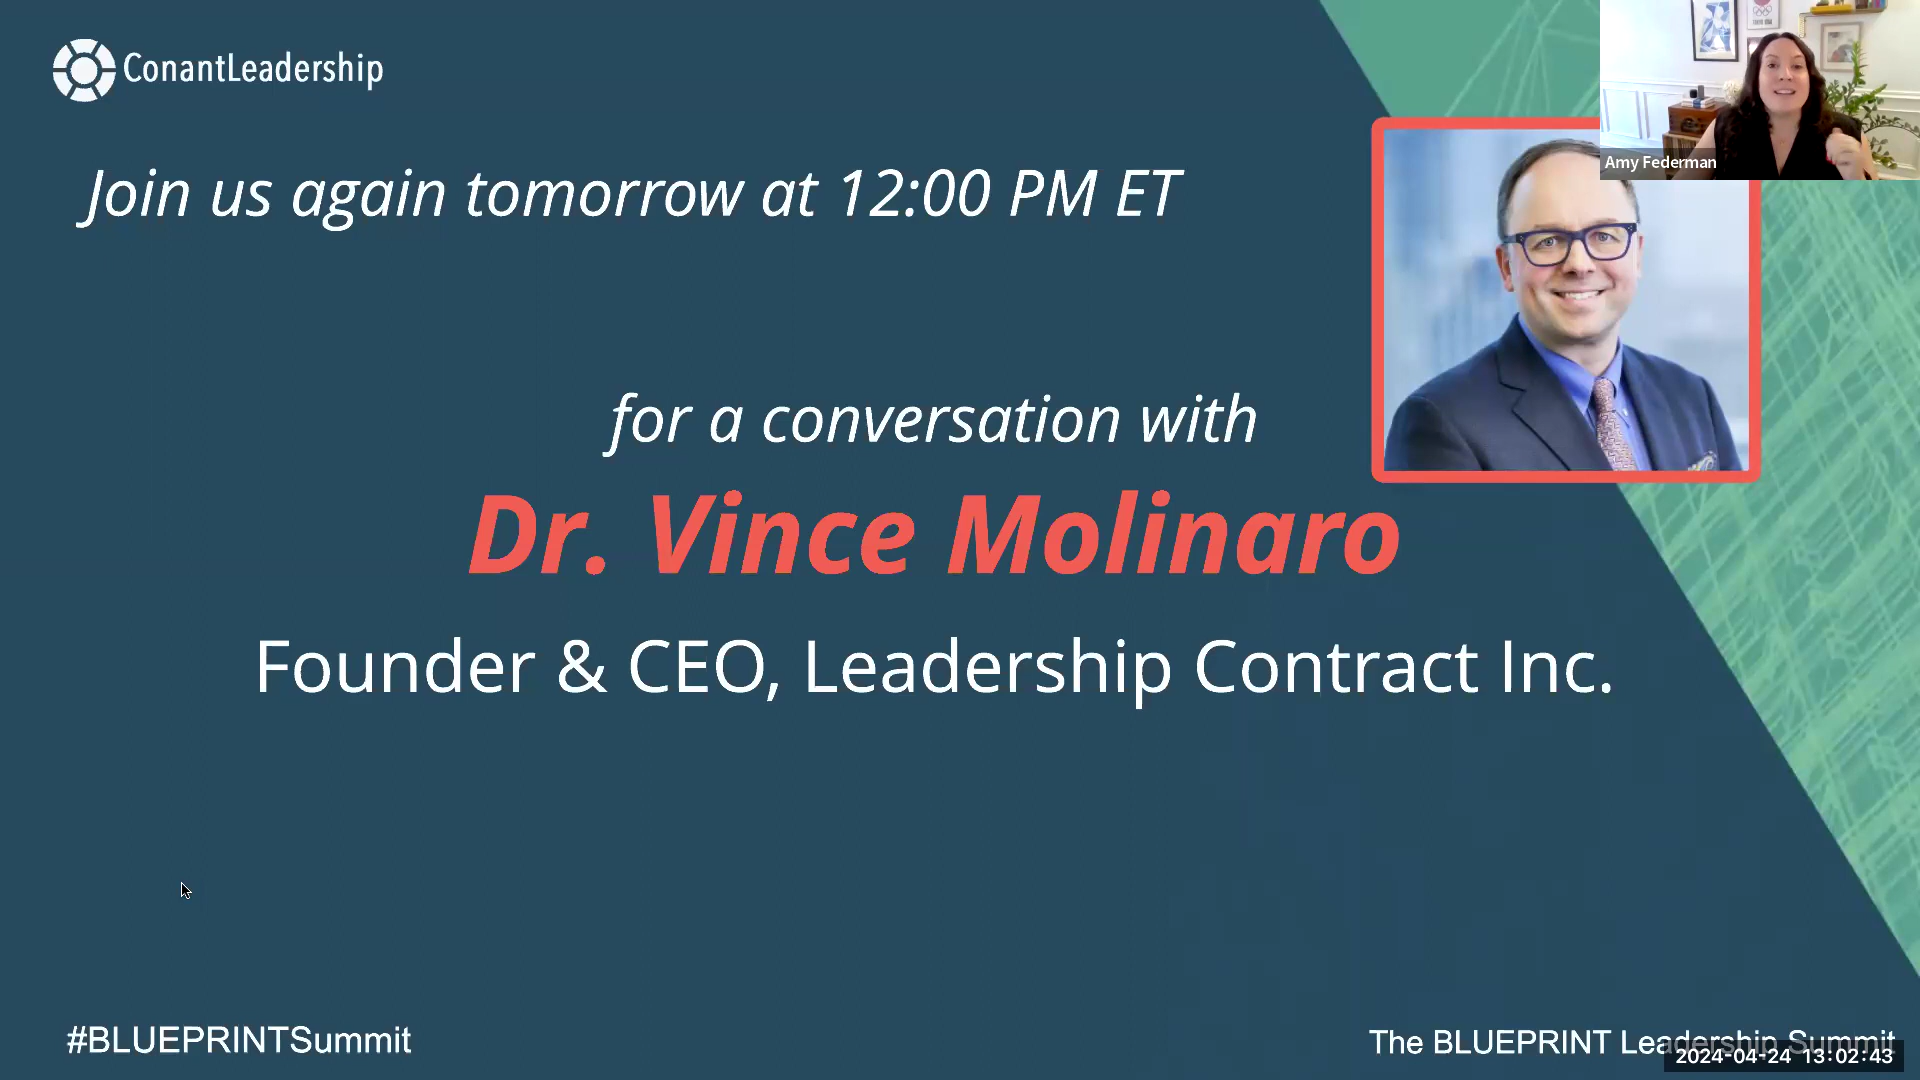 ConantLeadership
Amy Federman
Join us again tomorrow at 12:00 PM ET
for a conversation with
Dr. Vince Molinaro
Founder & CEO, Leadership Contract Inc.
#BLUEPRINTSummit
The BLUEPRINT Leadership Summit
2024-04-24 13:02:43